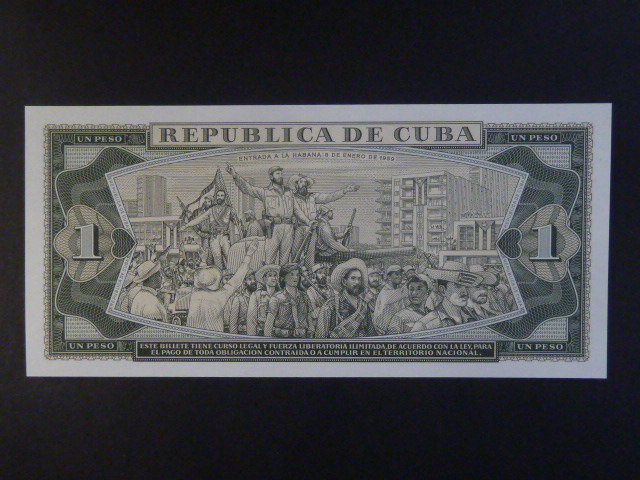 REPUBLICA DE CUBA
UN PESO
UN PESO
ENTRADA A LA HABANA 8 DE ENERO DE 1959
1
1
UN PESO
UN PESO
ESTE BILLETE TIENE CURSO LEGAL Y FUERZA LIBERATORIA ILIMITADA, DE ACUERDO CON LA LEY, PARA
EL PAGO DE TODA OBLIGACION CONTRAIDA O A CUMPLIR EN EL TERRITORIO NACIONAL.